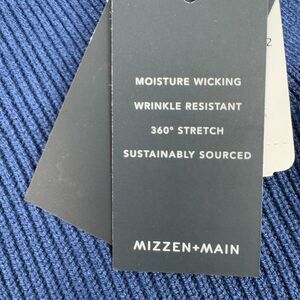 MOISTURE WICKING
WRINKLE RESISTANT
360° STRETCH
SUSTAINABLY SOURCED
MIZZEN+MAIN